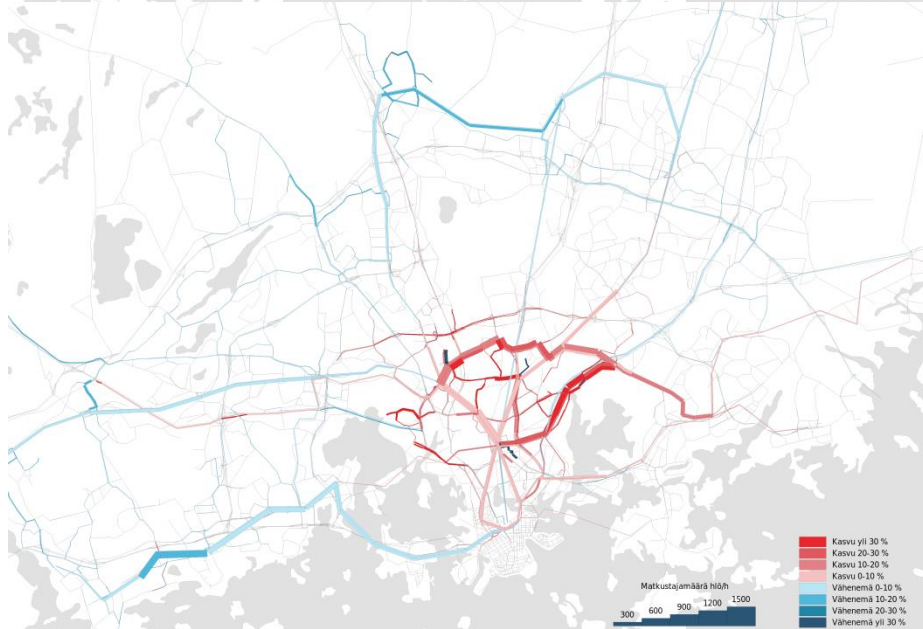 Kasvu yli 30 %
Kasvu 20-30 %
Kasvu 10-20 %
Kasvu 0-10 %
Vähenemä 0-10 %
Vähenemä 10-20 %
Vähenemä 20-30 %
Vähenemä yli 30 %
Matkustajamäärä hlö/h
300 600 900 1200 1500